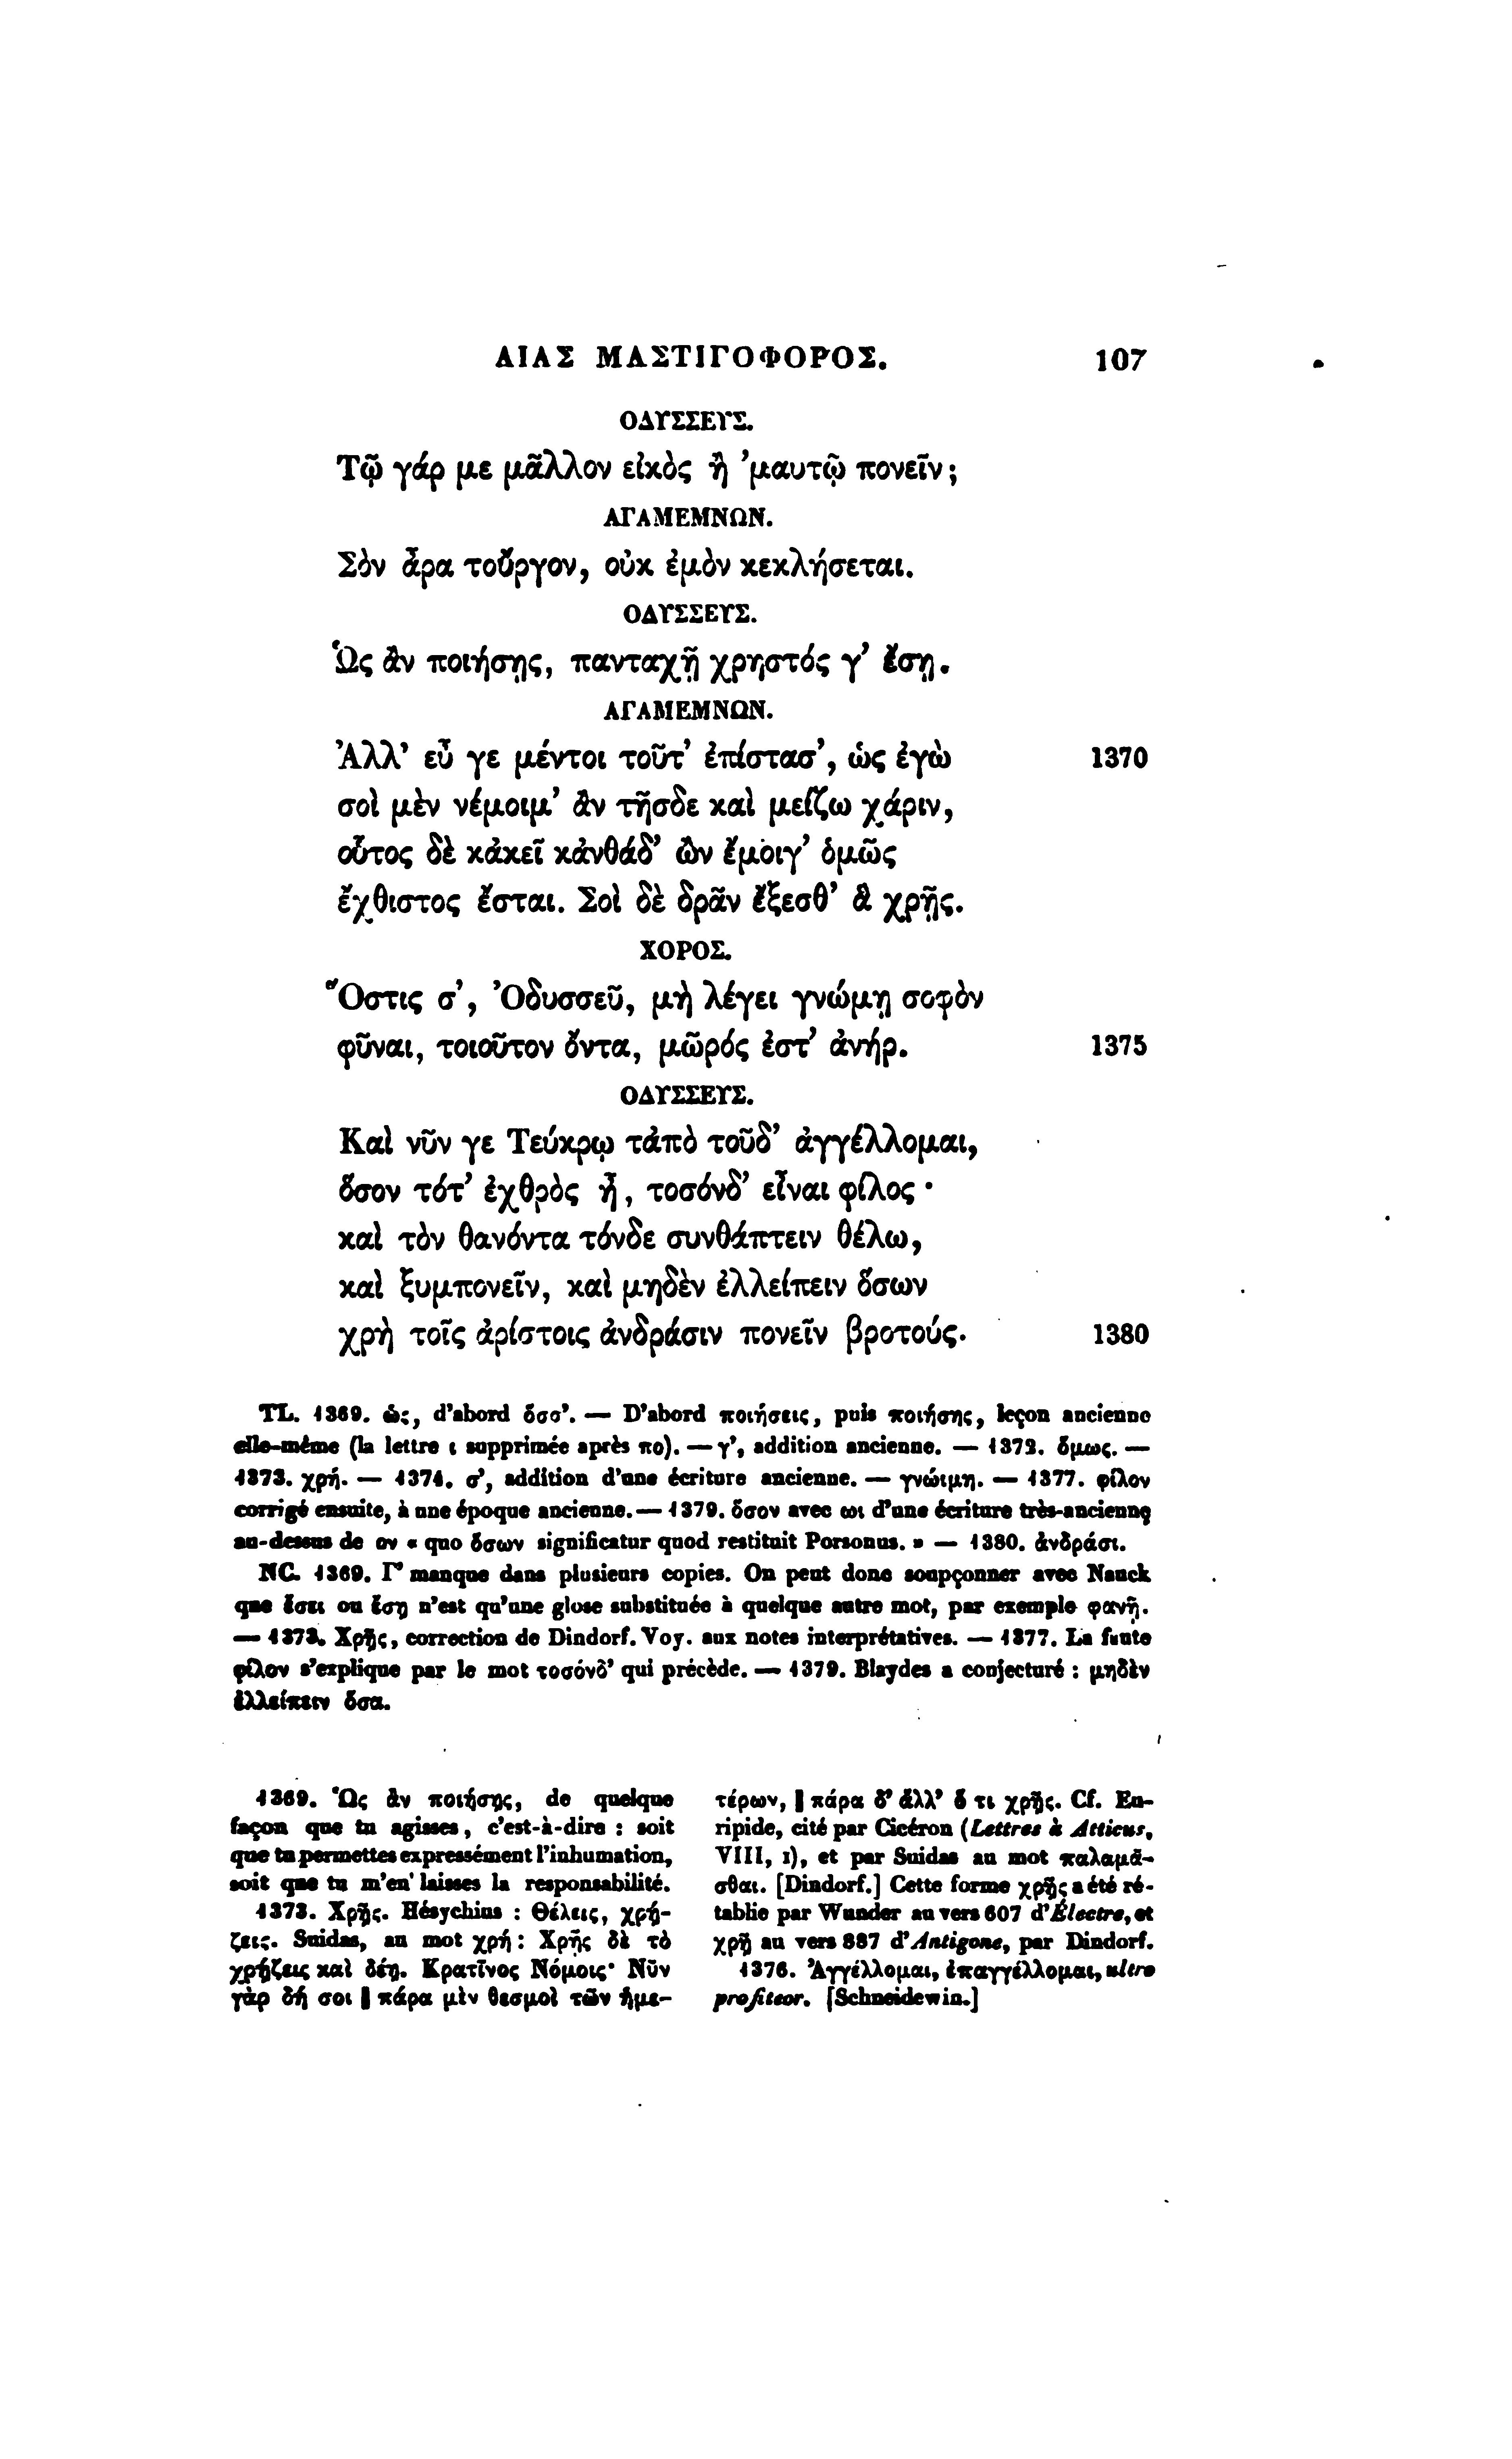 ΑΙΑΣ ΜΑΣΤΙΓΟΦΟΡΟΣ. 107
ΟΔΥΣΣΕΥΣ.
Τῷ γάρ με μᾶλλον εἰκὸς ἢ ’μαυτῷ πονεῖν;
ΑΓΑΜΕΜΝΩΝ.
Σὸν ἆρα τοὔργον, οὐκ ἐμὸν κεκλήσεται.
ΟΔΥΣΣΕΥΣ.
Ὡς ἂν ποιήσῃς, πανταχῇ χρηστός γ’ ἔσῃ.
ΑΓΑΜΕΜΝΩΝ.
Ἀλλ’ εὖ γε μέντοι τοῦτ’ ἐπίστασ’, ὡς ἐγὼ 1370
σοὶ μὲν νέμοιμ’ ἂν τῆσδε καὶ μείζω χάριν,
οὗτος δὲ κἀκεῖ κἀνθάδ’ ὢν ἔμοιγ’ ὁμῶς
ἔχθιστος ἔσται. Σοὶ δὲ δρᾶν ἔξεσθ’ ἃ χρῇς.
ΧΟΡΟΣ.
Ὅστις σ’, Ὀδυσσεῦ, μὴ λέγει γνώμῃ σοφὸν
φῦναι, τοιοῦτον ὄντα, μῶρός ἐστ’ ἀνήρ. 1375
ΟΔΥΣΣΕΥΣ.
Καὶ νῦν γε Τεύκρῳ τἀπὸ τοῦδ’ ἀγγέλλομαι,
ὅσον τότ’ ἐχθρὸς ἦ, τοσόνδ’ εἶναι φίλος ·
καὶ τὸν θανόντα τόνδε συνθάπτειν θέλω,
καὶ ξυμπονεῖν, καὶ μηδὲν ἐλλείπειν ὅσων
χρὴ τοῖς ἀρίστοις ἀνδράσιν πονεῖν βροτούς. 1380
TL. 1369. ὡς, d’abord ὅσσ’. — D’abord ποιήσεις, puis ποιήσης, leçon ancienne
elle-même (la lettre ι supprimée après πο). — γ’, addition ancienne. — 1372. ὅμως. —
1373. χρή. — 1374. σ’, addition d’une écriture ancienne. — γνώιμη. — 1377. φίλον
corrigé ensuite, à une époque ancienne. — 1379. ὅσον avec ωι d’une écriture très-ancienne
au-dessus de ον « quo ὅσων significatur quod restituit Porsonus. » — 1380. ἀνδράσι.
NC. 1369. Γ’ manque dans plusieurs copies. On peut donc soupçonner avec Nauck
que ἔσει ou ἔσῃ n’est qu’une glose substituée à quelque autre mot, par exemple φανῇ.
— 1373. Χρῇς, correction de Dindorf. Voy. aux notes interprétatives. — 1377. La faute
φίλον s’explique par le mot τοσόνδ’ qui précède. — 1379. Blaydes a conjecturé : μηδὲν
ἐλλείπειν ὅσα.
1369. Ὡς ἂν ποιήσῃς, de quelque
façon que tu agisses, c’est-à-dire : soit
que tu permettes expressément l’inhumation,
soit que tu m’en laisses la responsabilité.
1373. Χρῇς. Hésychius : Θέλεις, χρῄ-
ζεις. Suidas, au mot χρή : Χρῇς δὲ τὸ
χρῄζεις καὶ δέῃ. Κρατῖνος Νόμοις· Νῦν
γὰρ δή σοι || πάρα μὲν θεσμοὶ τῶν ἡμε-
τέρων, || πάρα δ’ ἄλλ’ ὅ τι χρῇς. Cf. Eu-
ripide, cité par Cicéron (Lettres à Atticus,
VIII, I), et par Suidas au mot παλαμᾶ-
σθαι. [Dindorf.] Cette forme χρῇς a été ré-
tablie par Wunder au vers 607 d’Électre, et
χρῇ au vers 887 d’Antigone, par Dindorf.
1376. Ἀγγέλλομαι, ἐπαγγέλλομαι, ultro
profiteor. [Schneidewin.]